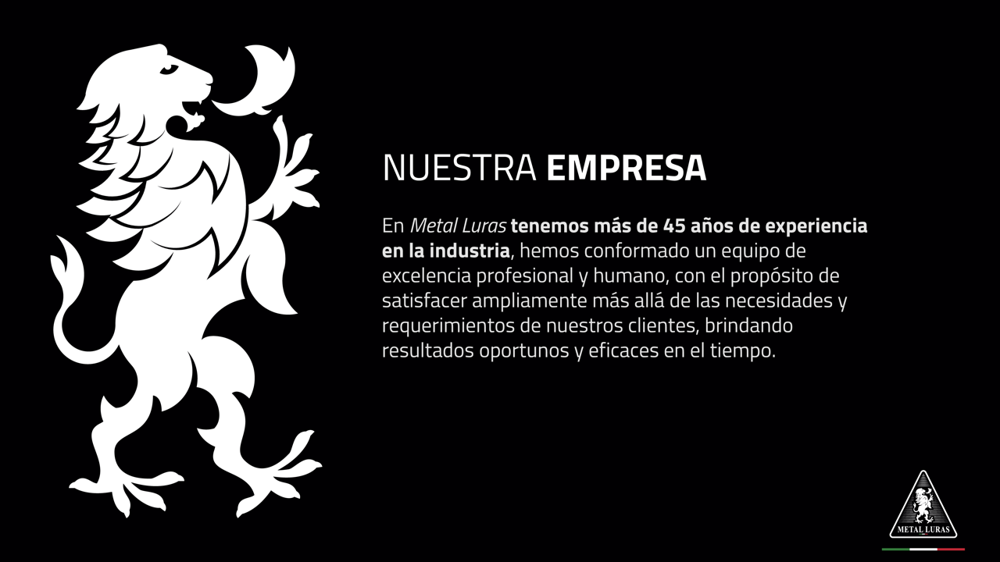 NUESTRA EMPRESA
En Metal Luras tenemos más de 45 años de experiencia
en la industria, hemos conformado un equipo de
excelencia profesional y humano, con el propósito de
satisfacer ampliamente más allá de las necesidades y
requerimientos de nuestros clientes, brindando
resultados oportunos y eficaces en el tiempo.
METAL LURAS